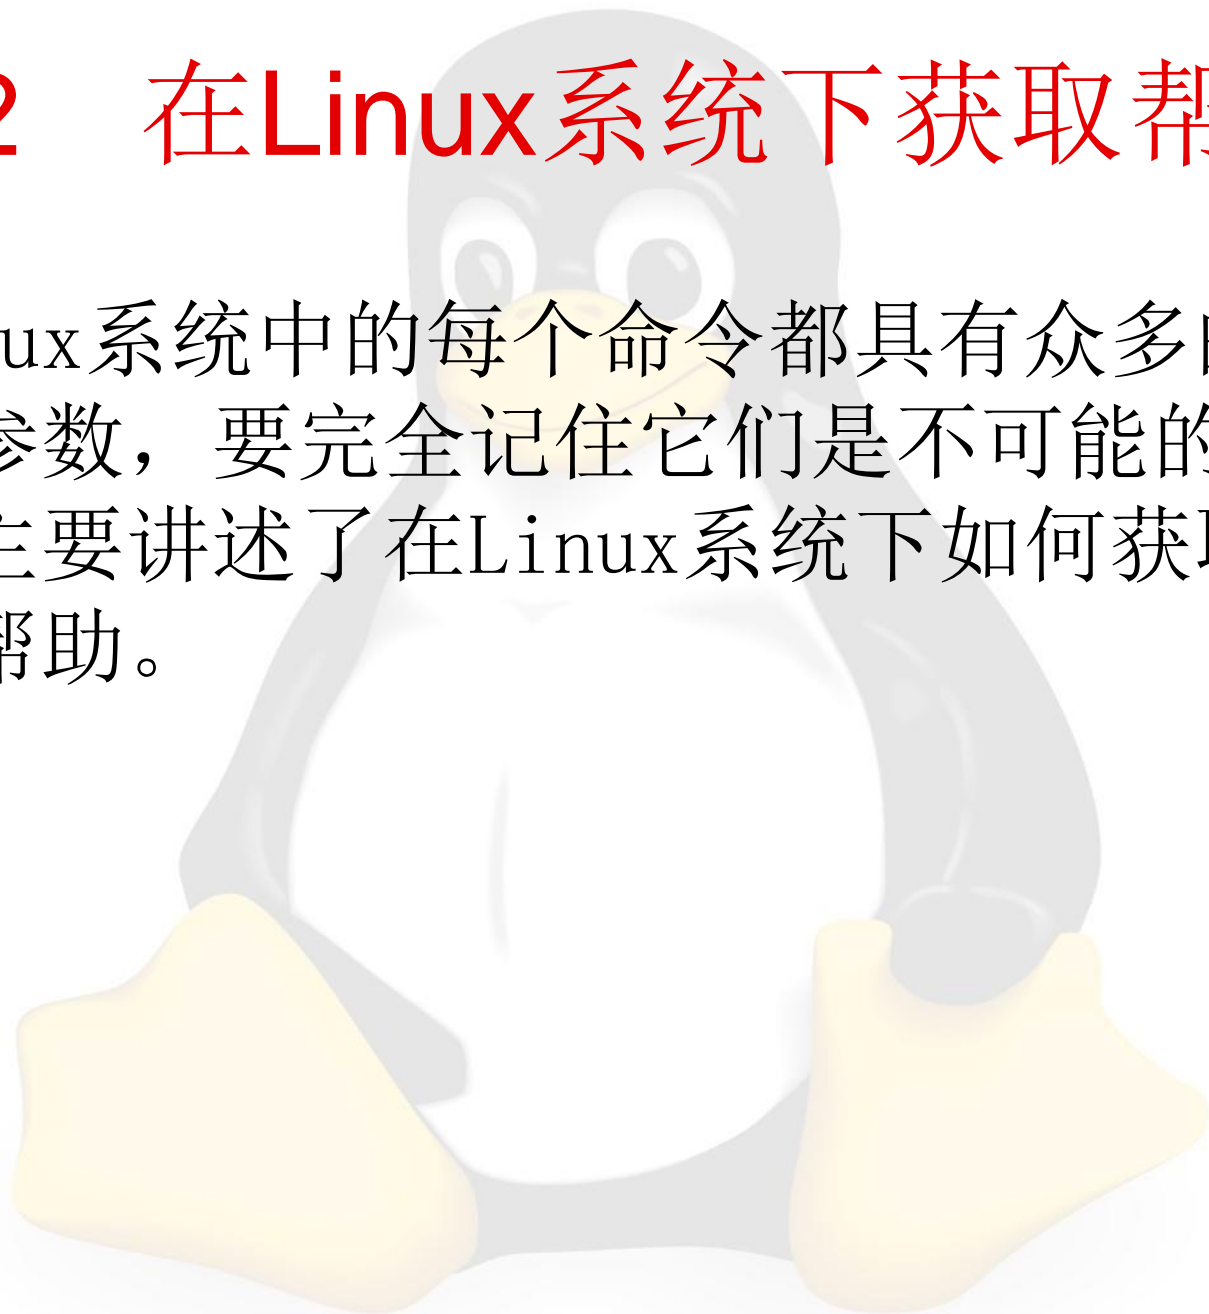 2 在Linux系统下获取帮
ux系统中的每个命令都具有众多的
参数，要完全记住它们是不可能的
主要讲述了在Linux系统下如何获取
帮助。